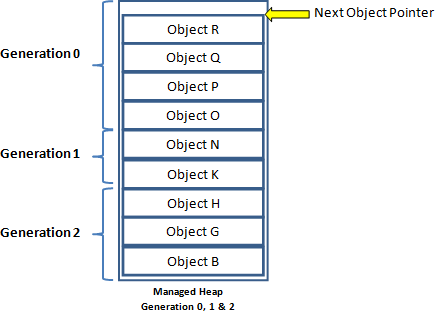 Next Object Pointer
Generation 0
Object R
Object Q
Object P
Object O
Generation 1
Object N
Object K
Generation 2
Object H
Object G
Object B
Managed Heap
Generation 0, 1 & 2